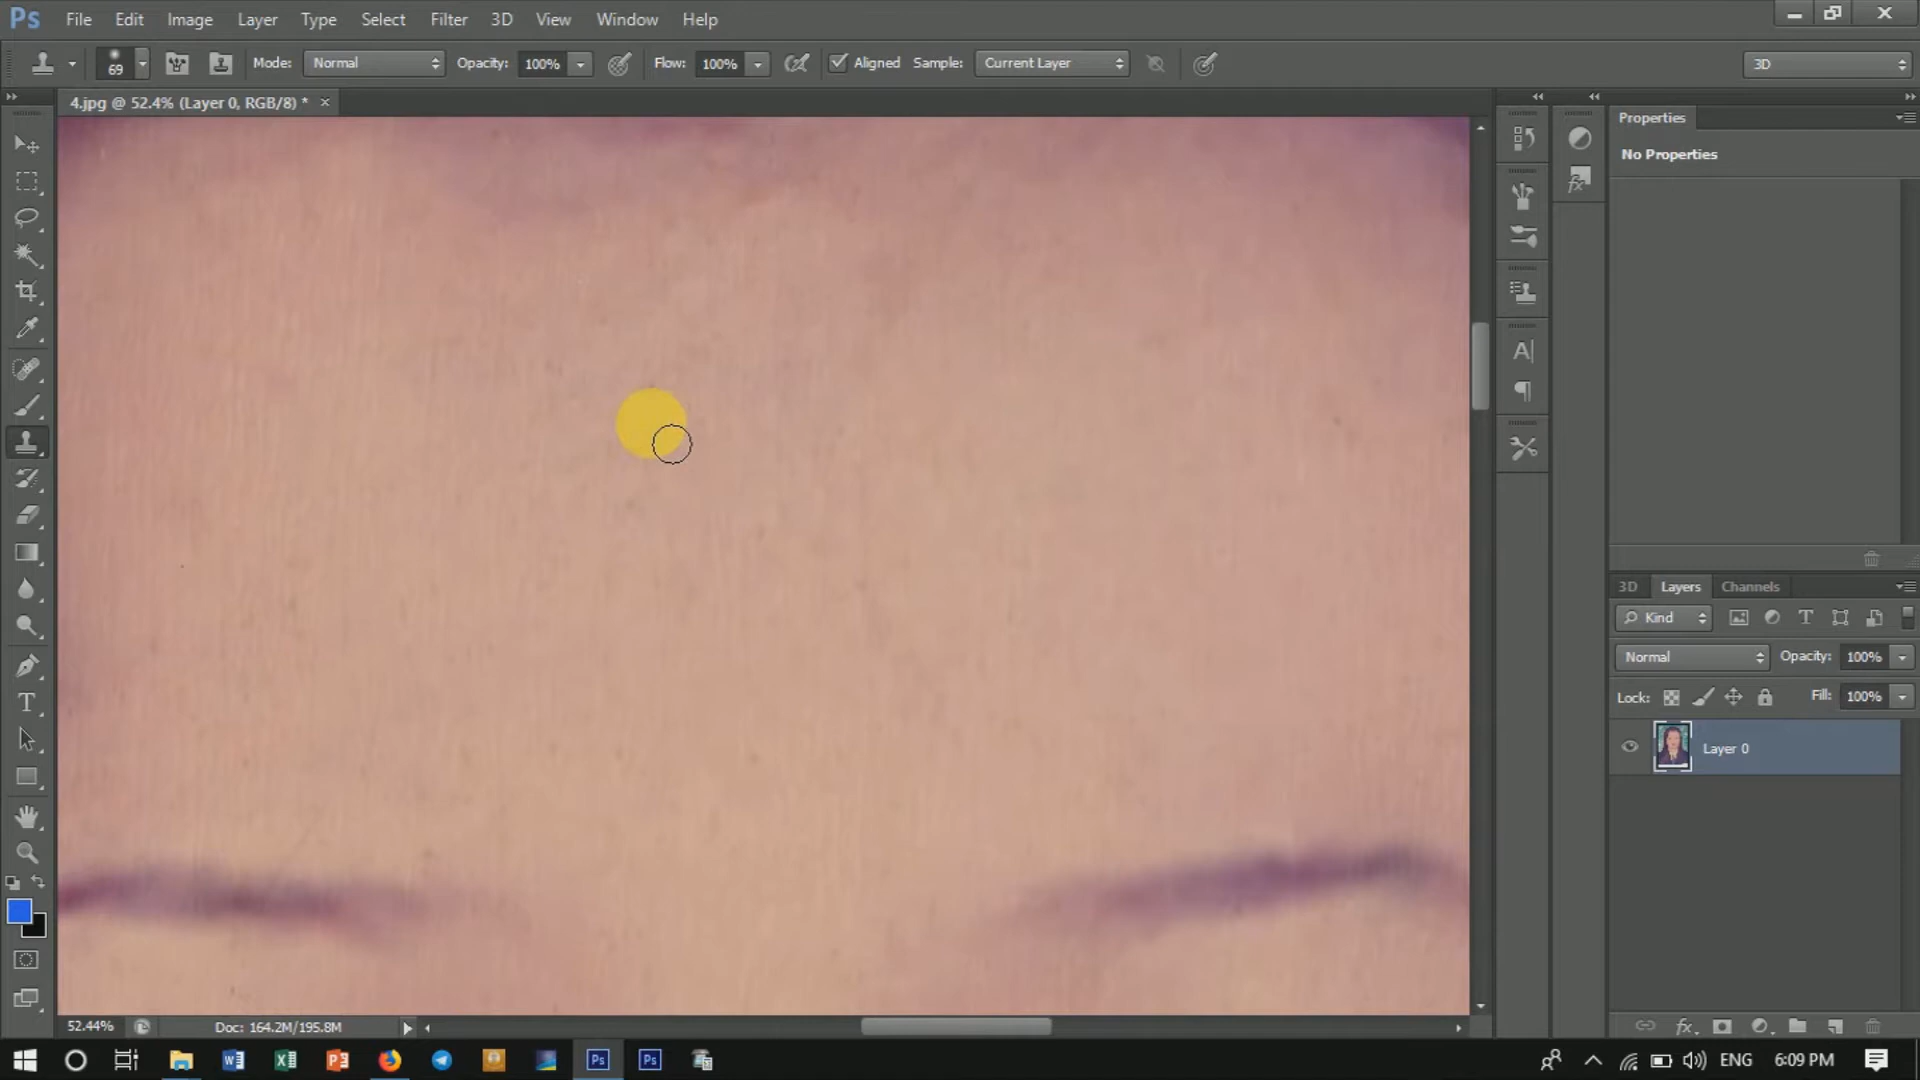 Ps File Edit Image Layer Type Select Filter 3D View Window Help
69 Mode: Normal Opacity: 100% Flow: 100% Aligned Sample: Current Layer 3D
4.jpg @ 52.4% (Layer 0, RGB/8) *
Properties
No Properties
3D Layers Channels
Kind
Normal Opacity: 100%
Lock: Fill: 100%
Layer 0
52.44% Doc: 164.2M/195.8M
ENG 6:09 PM